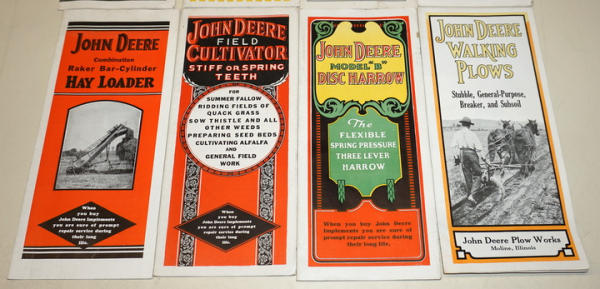 JOHN DEERE
Combination
Raker Bar-Cylinder
HAY LOADER
When
you buy
John Deere Implements
you are sure of prompt
repair service during
their long
life.
JOHN DEERE
FIELD
CULTIVATOR
STIFF OR SPRING
TEETH
FOR
SUMMER FALLOW
RIDDING FIELDS OF
QUACK GRASS
SOW THISTLE AND ALL
OTHER WEEDS
PREPARING SEED BEDS
CULTIVATING ALFALFA
AND
GENERAL FIELD
WORK
When
you buy
John Deere Implements
you are sure of prompt
repair service during
their long
life.
JOHN DEERE
MODEL "B"
DISC HARROW
The
FLEXIBLE
SPRING PRESSURE
THREE LEVER
HARROW
When you buy John Deere
Implements you are sure of
prompt repair service during
their long life.
JOHN DEERE
WALKING
PLOWS
Stubble, General-Purpose,
Breaker, and Subsoil
John Deere Plow Works
Moline, Illinois